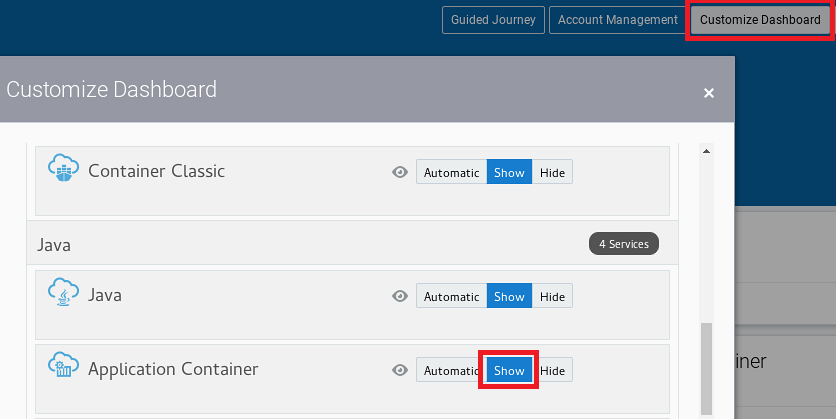 Guided Journey Account Management Customize Dashboard
Customize Dashboard ×
Container Classic Automatic Show Hide
Java 4 Services
Java Automatic Show Hide
Application Container Automatic Show Hide
iner